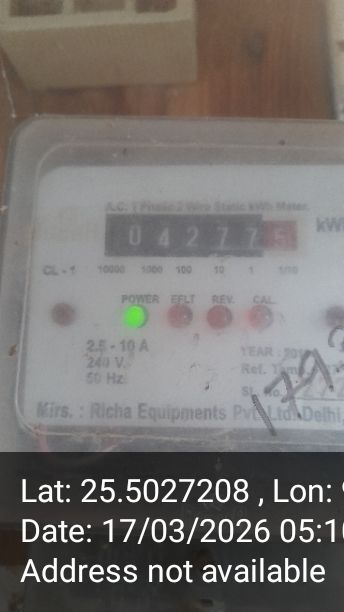 A.C. 1 Phase 2 Wire Static kWh Meter.
0 4 2 7 7 5
CL - 1 10000 1000 100 10 1 1/10
POWER EFLT REV. CAL.
2.5 - 10 A
240 V.
50 Hz
YEAR
Ref. Tem
SL. no.
179
Mfrs. : Richa Equipments Pvt. Ltd. Delhi.
Lat: 25.5027208 , Lon:
Date: 17/03/2026 05:1
Address not available